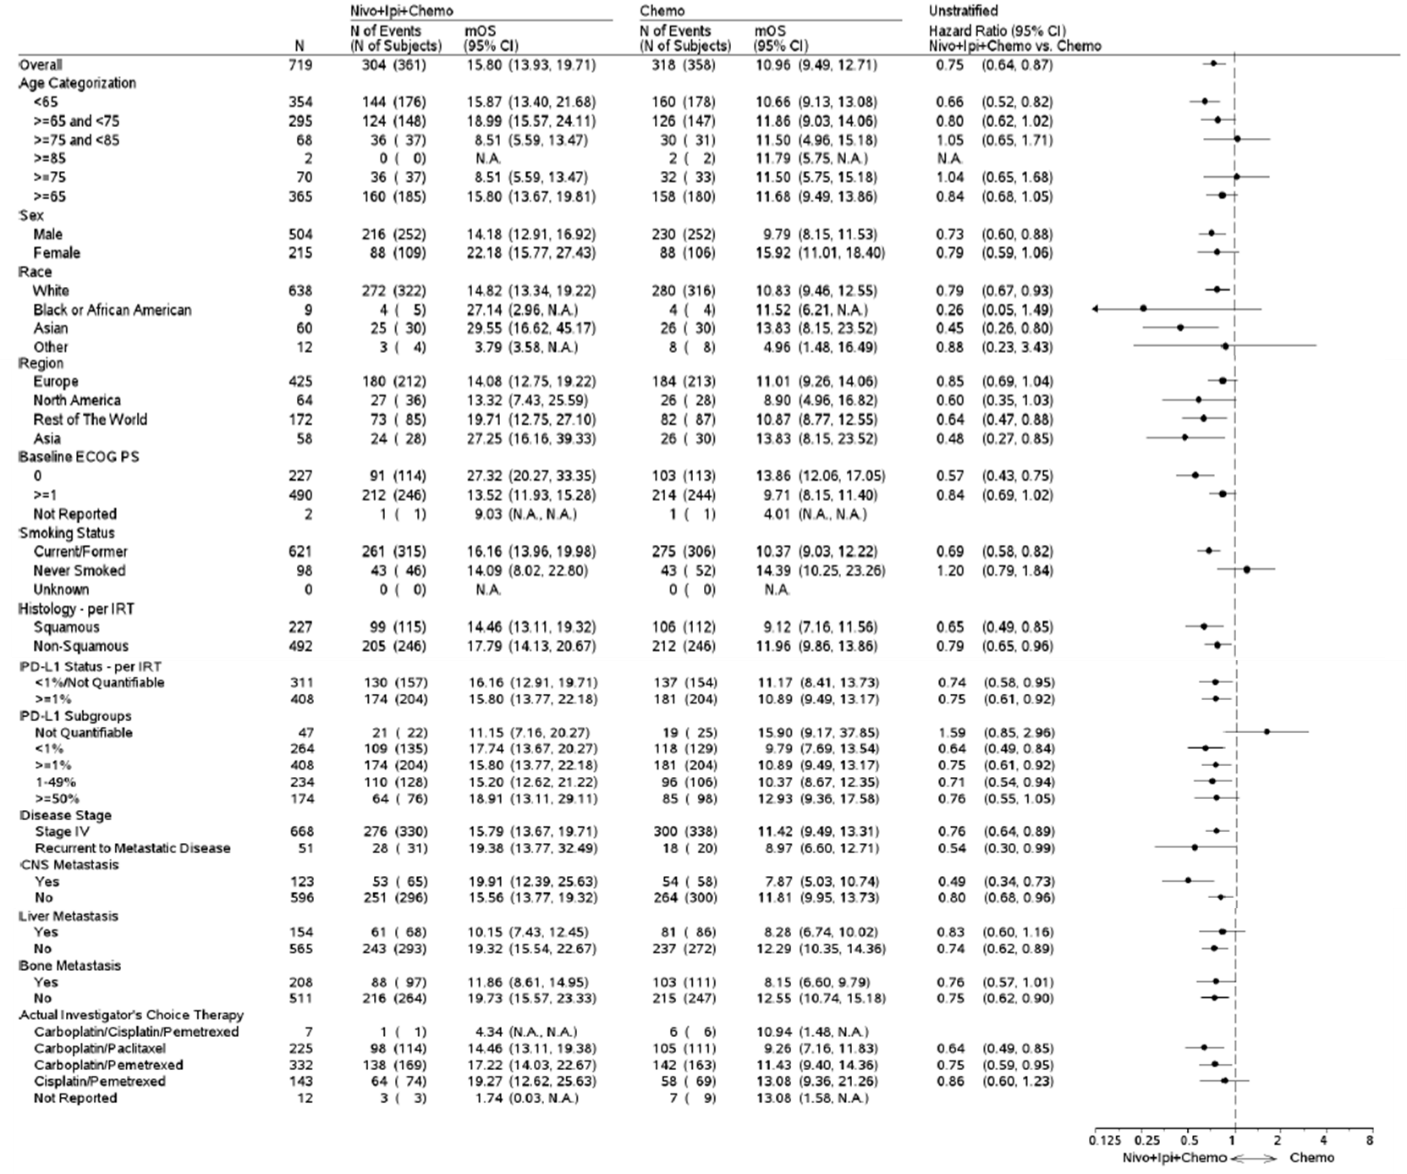 Nivo+Ipi+Chemo Chemo Unstratified
N of Events mOS N of Events mOS Hazard Ratio (95% CI)
N (N of Subjects) (95% CI) (N of Subjects) (95% CI) Nivo+Ipi+Chemo vs. Chemo
Overall 719 304 (361) 15.80 (13.93, 19.71) 318 (358) 10.96 (9.49, 12.71) 0.75 (0.64, 0.87)
Age Categorization
<65 354 144 (176) 15.87 (13.40, 21.68) 160 (178) 10.66 (9.13, 13.08) 0.66 (0.52, 0.82)
>=65 and <75 295 124 (148) 18.99 (15.57, 24.11) 126 (147) 11.86 (9.03, 14.06) 0.80 (0.62, 1.02)
>=75 and <85 68 36 ( 37) 8.51 (5.59, 13.47) 30 ( 31) 11.50 (4.96, 15.18) 1.05 (0.65, 1.71)
>=85 2 0 ( 0) N.A. 2 ( 2) 11.79 (5.75, N.A.) N.A.
>=75 70 36 ( 37) 8.51 (5.59, 13.47) 32 ( 33) 11.50 (5.75, 15.18) 1.04 (0.65, 1.68)
>=65 365 160 (185) 15.80 (13.67, 19.81) 158 (180) 11.68 (9.49, 13.86) 0.84 (0.68, 1.05)
Sex
Male 504 216 (252) 14.18 (12.91, 16.92) 230 (252) 9.79 (8.15, 11.53) 0.73 (0.60, 0.88)
Female 215 88 (109) 22.18 (15.77, 27.43) 88 (106) 15.92 (11.01, 18.40) 0.79 (0.59, 1.06)
Race
White 638 272 (322) 14.82 (13.34, 19.22) 280 (316) 10.83 (9.46, 12.55) 0.79 (0.67, 0.93)
Black or African American 9 4 ( 5) 27.14 (2.96, N.A.) 4 ( 4) 11.52 (6.21, N.A.) 0.26 (0.05, 1.49)
Asian 60 25 ( 30) 29.55 (16.62, 45.17) 26 ( 30) 13.83 (8.15, 23.52) 0.45 (0.26, 0.80)
Other 12 3 ( 4) 3.79 (3.58, N.A.) 8 ( 8) 4.96 (1.48, 16.49) 0.88 (0.23, 3.43)
Region
Europe 425 180 (212) 14.08 (12.75, 19.22) 184 (213) 11.01 (9.26, 14.06) 0.85 (0.69, 1.04)
North America 64 27 ( 36) 13.32 (7.43, 25.59) 26 ( 28) 8.90 (4.96, 16.82) 0.60 (0.35, 1.03)
Rest of The World 172 73 ( 85) 19.71 (12.75, 27.10) 82 ( 87) 10.87 (8.77, 12.55) 0.64 (0.47, 0.88)
Asia 58 24 ( 28) 27.25 (16.16, 39.33) 26 ( 30) 13.83 (8.15, 23.52) 0.48 (0.27, 0.85)
Baseline ECOG PS
0 227 91 (114) 27.32 (20.27, 33.35) 103 (113) 13.86 (12.06, 17.05) 0.57 (0.43, 0.75)
>=1 490 212 (246) 13.52 (11.93, 15.28) 214 (244) 9.71 (8.15, 11.40) 0.84 (0.69, 1.02)
Not Reported 2 1 ( 1) 9.03 (N.A., N.A.) 1 ( 1) 4.01 (N.A., N.A.)
Smoking Status
Current/Former 621 261 (315) 16.16 (13.96, 19.98) 275 (306) 10.37 (9.03, 12.22) 0.69 (0.58, 0.82)
Never Smoked 98 43 ( 46) 14.09 (8.02, 22.80) 43 ( 52) 14.39 (10.25, 23.26) 1.20 (0.79, 1.84)
Unknown 0 0 ( 0) N.A. 0 ( 0) N.A.
Histology - per IRT
Squamous 227 99 (115) 14.46 (13.11, 19.32) 106 (112) 9.12 (7.16, 11.56) 0.65 (0.49, 0.85)
Non-Squamous 492 205 (246) 17.79 (14.13, 20.67) 212 (246) 11.96 (9.86, 13.86) 0.79 (0.65, 0.96)
PD-L1 Status - per IRT
<1%/Not Quantifiable 311 130 (157) 16.16 (12.91, 19.71) 137 (154) 11.17 (8.41, 13.73) 0.74 (0.58, 0.95)
>=1% 408 174 (204) 15.80 (13.77, 22.18) 181 (204) 10.89 (9.49, 13.17) 0.75 (0.61, 0.92)
PD-L1 Subgroups
Not Quantifiable 47 21 ( 22) 11.15 (7.16, 20.27) 19 ( 25) 15.90 (9.17, 37.85) 1.59 (0.85, 2.96)
<1% 264 109 (135) 17.74 (13.67, 20.27) 118 (129) 9.79 (7.69, 13.54) 0.64 (0.49, 0.84)
>=1% 408 174 (204) 15.80 (13.77, 22.18) 181 (204) 10.89 (9.49, 13.17) 0.75 (0.61, 0.92)
1-49% 234 110 (128) 15.20 (12.62, 21.22) 96 (106) 10.37 (8.67, 12.35) 0.71 (0.54, 0.94)
>=50% 174 64 ( 76) 18.91 (13.11, 29.11) 85 ( 98) 12.93 (9.36, 17.58) 0.76 (0.55, 1.05)
Disease Stage
Stage IV 668 276 (330) 15.79 (13.67, 19.71) 300 (338) 11.42 (9.49, 13.31) 0.76 (0.64, 0.89)
Recurrent to Metastatic Disease 51 28 ( 31) 19.38 (13.77, 32.49) 18 ( 20) 8.97 (6.60, 12.71) 0.54 (0.30, 0.99)
CNS Metastasis
Yes 123 53 ( 65) 19.91 (12.39, 25.63) 54 ( 58) 7.87 (5.03, 10.74) 0.49 (0.34, 0.73)
No 596 251 (296) 15.56 (13.77, 19.32) 264 (300) 11.81 (9.95, 13.73) 0.80 (0.68, 0.96)
Liver Metastasis
Yes 154 61 ( 68) 10.15 (7.43, 12.45) 81 ( 86) 8.28 (6.74, 10.02) 0.83 (0.60, 1.16)
No 565 243 (293) 19.32 (15.54, 22.67) 237 (272) 12.29 (10.35, 14.36) 0.74 (0.62, 0.89)
Bone Metastasis
Yes 208 88 ( 97) 11.86 (8.61, 14.95) 103 (111) 8.15 (6.60, 9.79) 0.76 (0.57, 1.01)
No 511 216 (264) 19.73 (15.57, 23.33) 215 (247) 12.55 (10.74, 15.18) 0.75 (0.62, 0.90)
Actual Investigator's Choice Therapy
Carboplatin/Cisplatin/Pemetrexed 7 1 ( 1) 4.34 (N.A., N.A.) 6 ( 6) 10.94 (1.48, N.A.)
Carboplatin/Paclitaxel 225 98 (114) 14.46 (13.11, 19.38) 105 (111) 9.26 (7.16, 11.83) 0.64 (0.49, 0.85)
Carboplatin/Pemetrexed 332 138 (169) 17.22 (14.03, 22.67) 142 (163) 11.43 (9.40, 14.36) 0.75 (0.59, 0.95)
Cisplatin/Pemetrexed 143 64 ( 74) 19.27 (12.62, 25.63) 58 ( 69) 13.08 (9.36, 21.26) 0.86 (0.60, 1.23)
Not Reported 12 3 ( 3) 1.74 (0.03, N.A.) 7 ( 9) 13.08 (1.58, N.A.)
0.125 0.25 0.5 1 2 4 8
Nivo+Ipi+Chemo Chemo